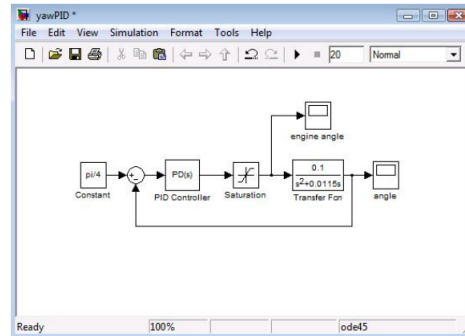 yawPID *
File Edit View Simulation Format Tools Help
20 Normal
engine angle
pi/4
PD(s)
0.1
s²+0.0115s
Constant
PID Controller
Saturation
Transfer Fcn
angle
Ready 100% ode45